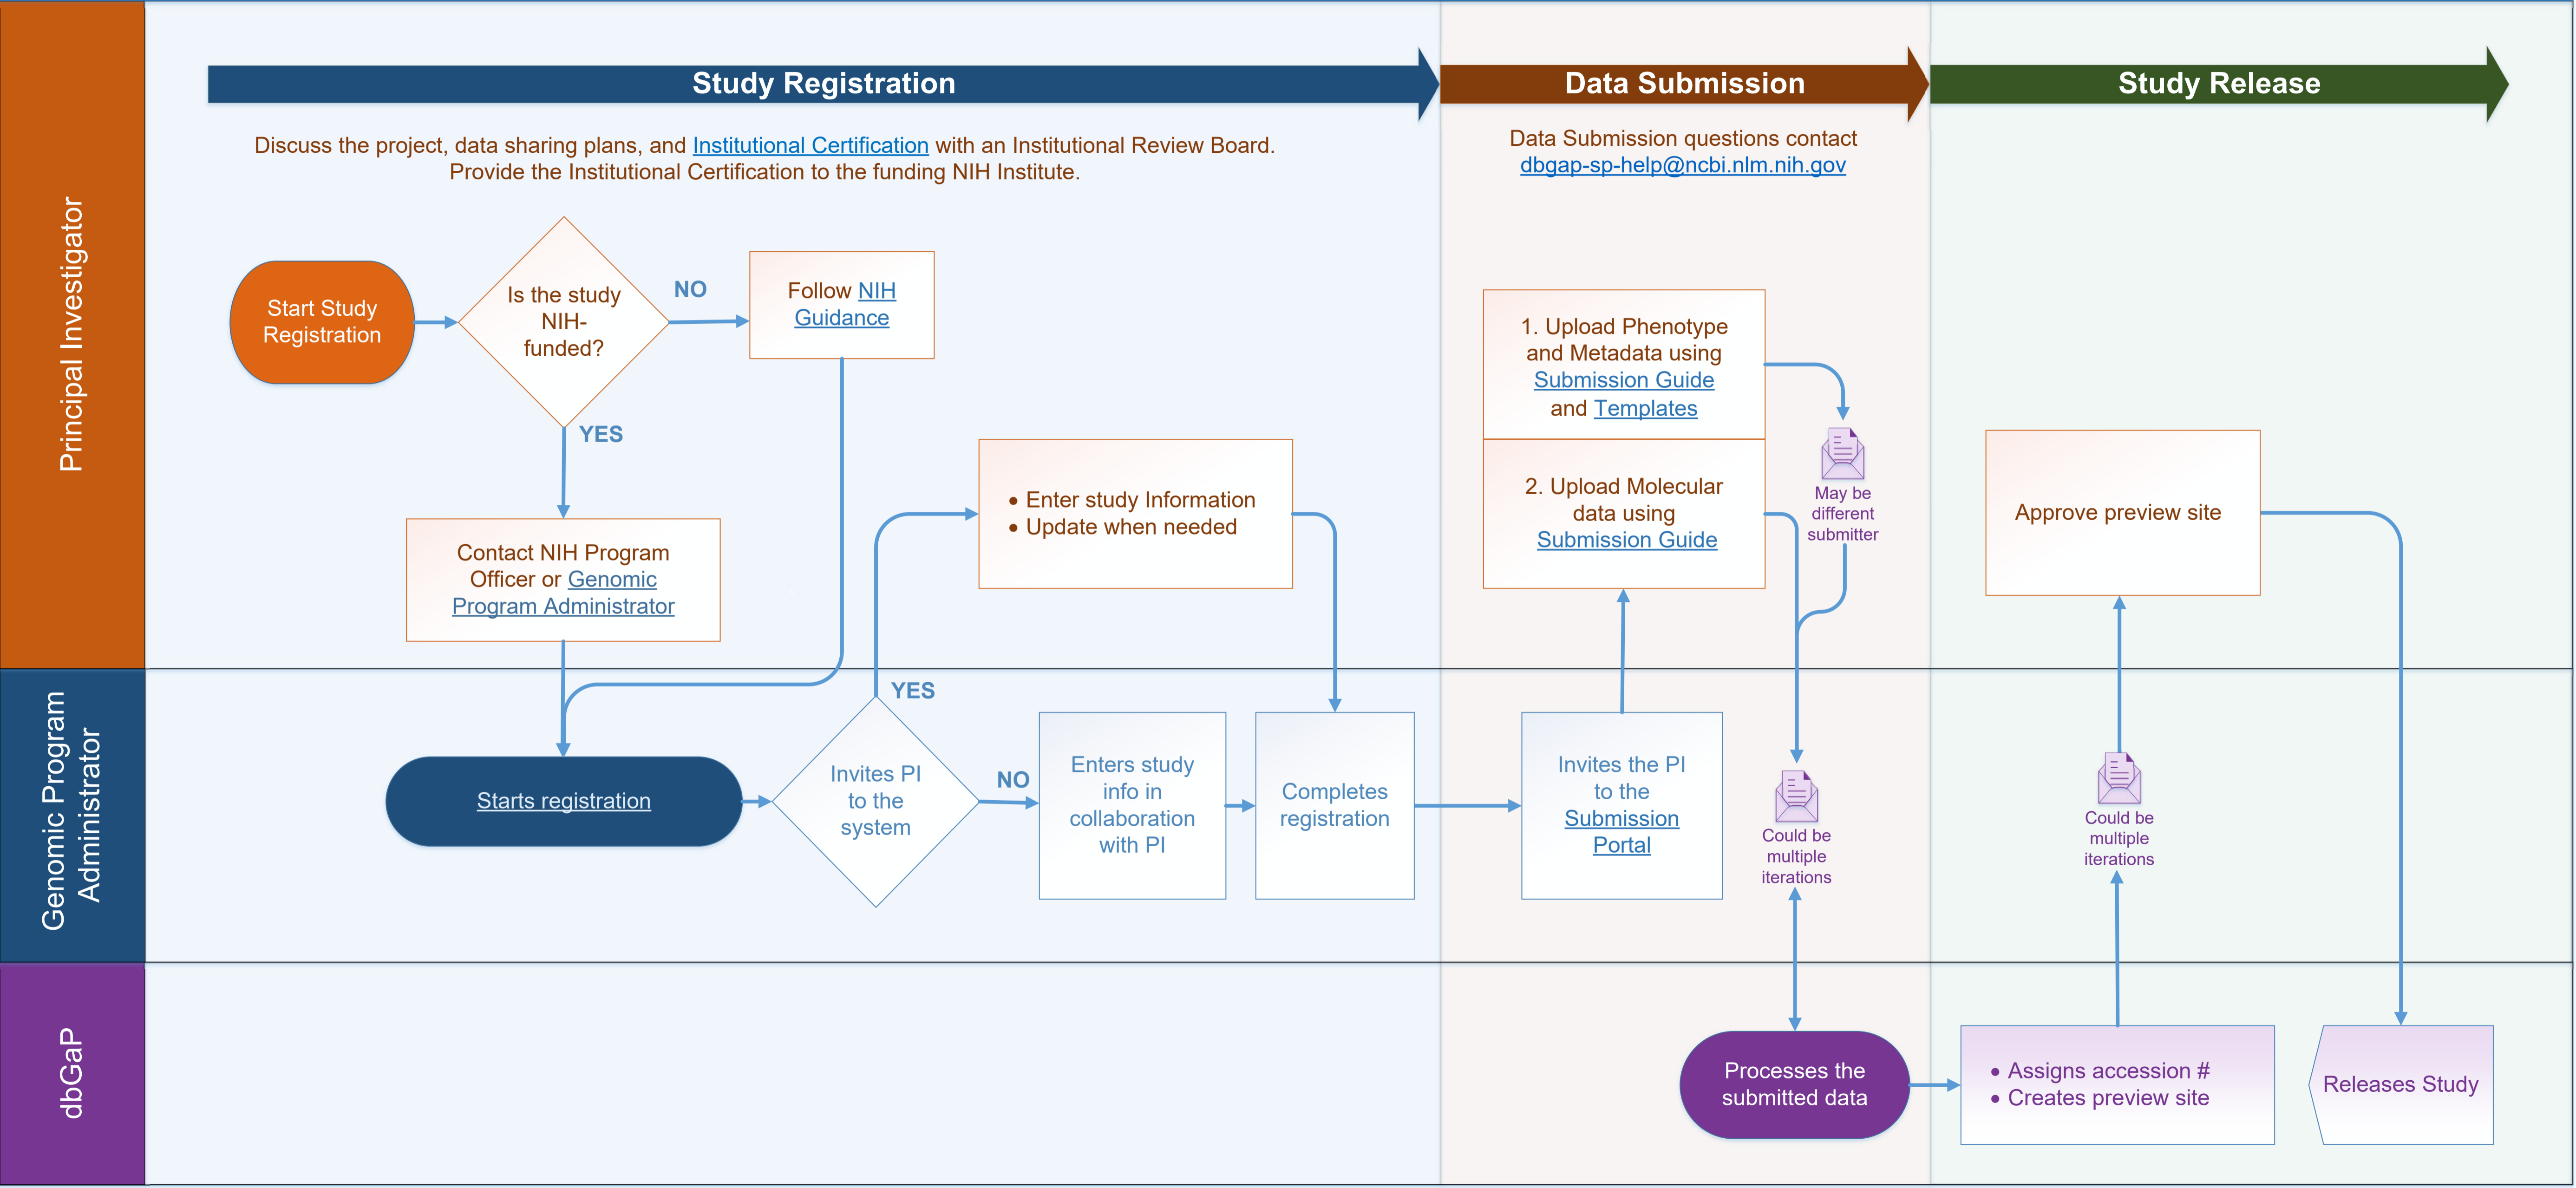 Study Registration
Data Submission
Study Release
Discuss the project, data sharing plans, and Institutional Certification with an Institutional Review Board.
Provide the Institutional Certification to the funding NIH Institute.
Data Submission questions contact
dbgap-sp-help@ncbi.nlm.nih.gov
Principal Investigator
Start Study
Registration
Is the study
NIH-
funded?
NO
Follow NIH
Guidance
YES
Contact NIH Program
Officer or Genomic
Program Administrator
• Enter study Information
• Update when needed
1. Upload Phenotype
and Metadata using
Submission Guide
and Templates
2. Upload Molecular
data using
Submission Guide
May be
different
submitter
Approve preview site
Genomic Program
Administrator
Starts registration
YES
Invites PI
to the
system
NO
Enters study
info in
collaboration
with PI
Completes
registration
Invites the PI
to the
Submission
Portal
Could be
multiple
iterations
Could be
multiple
iterations
dbGaP
Processes the
submitted data
• Assigns accession #
• Creates preview site
Releases Study